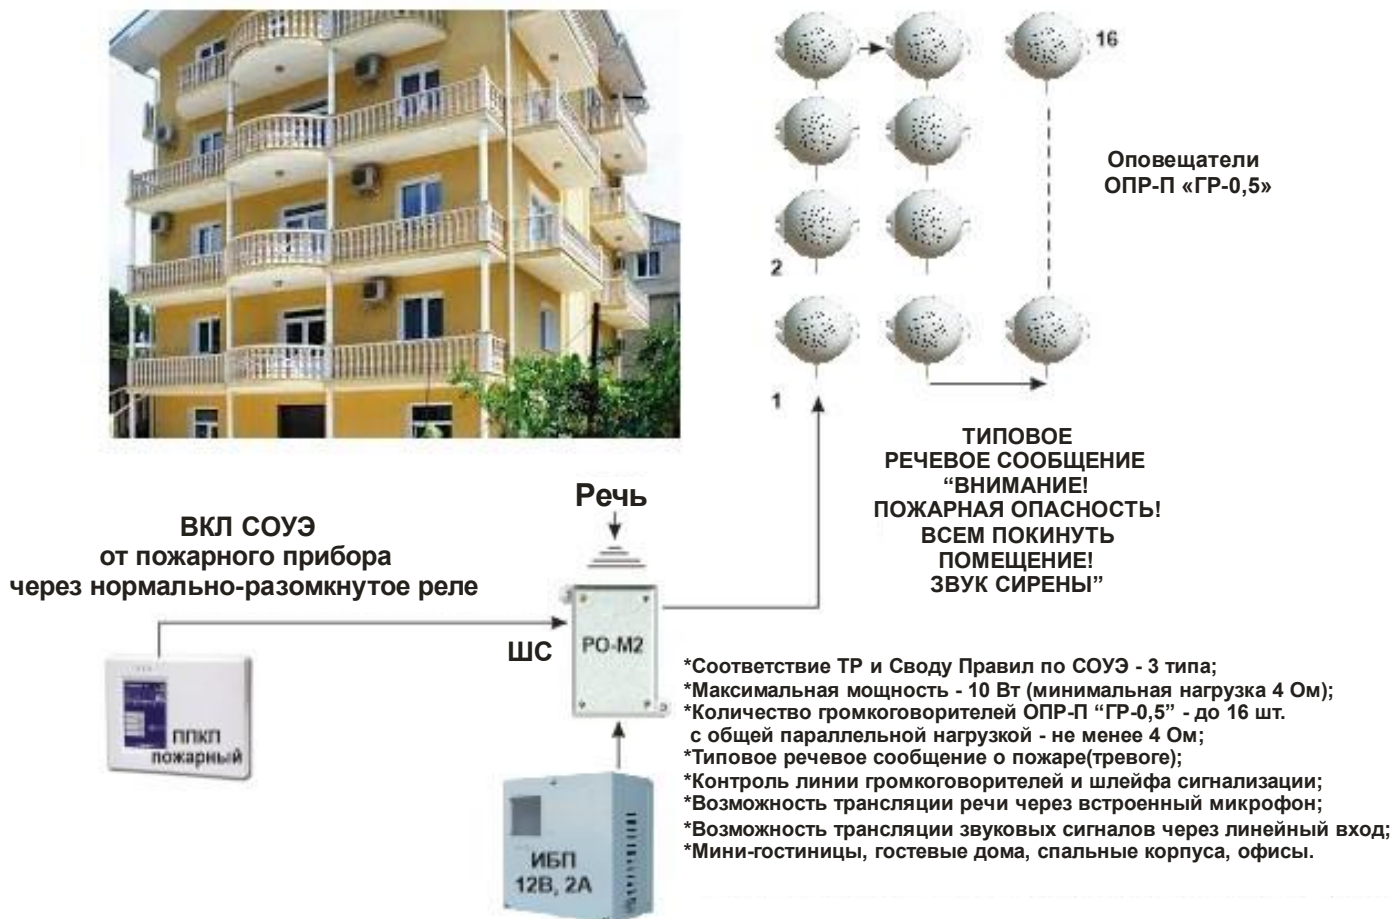 16
Оповещатели
ОПР-П «ГР-0,5»
2
1
ТИПОВОЕ
РЕЧЕВОЕ СООБЩЕНИЕ
“ВНИМАНИЕ!
ПОЖАРНАЯ ОПАСНОСТЬ!
ВСЕМ ПОКИНУТЬ
ПОМЕЩЕНИЕ!
ЗВУК СИРЕНЫ”
Речь
ВКЛ СОУЭ
от пожарного прибора
через нормально-разомкнутое реле
ШС
РО-М2
ППКП
пожарный
ИБП
12В, 2А
*Соответствие ТР и Своду Правил по СОУЭ - 3 типа;
*Максимальная мощность - 10 Вт (минимальная нагрузка 4 Ом);
*Количество громкоговорителей ОПР-П “ГР-0,5” - до 16 шт.
с общей параллельной нагрузкой - не менее 4 Ом;
*Типовое речевое сообщение о пожаре(тревоге);
*Контроль линии громкоговорителей и шлейфа сигнализации;
*Возможность трансляции речи через встроенный микрофон;
*Возможность трансляции звуковых сигналов через линейный вход;
*Мини-гостиницы, гостевые дома, спальные корпуса, офисы.